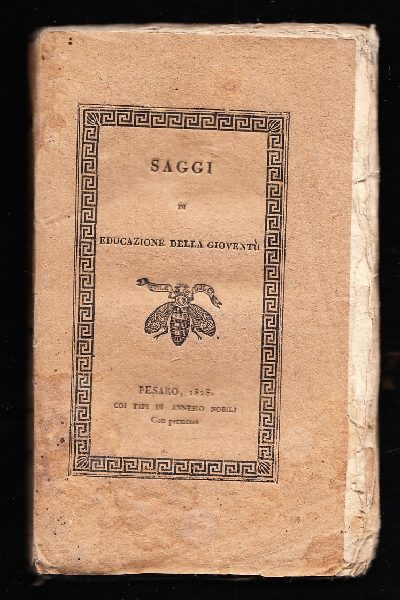 SAGGI
DI
EDUCAZIONE DELLA GIOVENTÙ
PESARO, 1828.
COI TIPI DI ANNESIO NOBILI
Con permesso